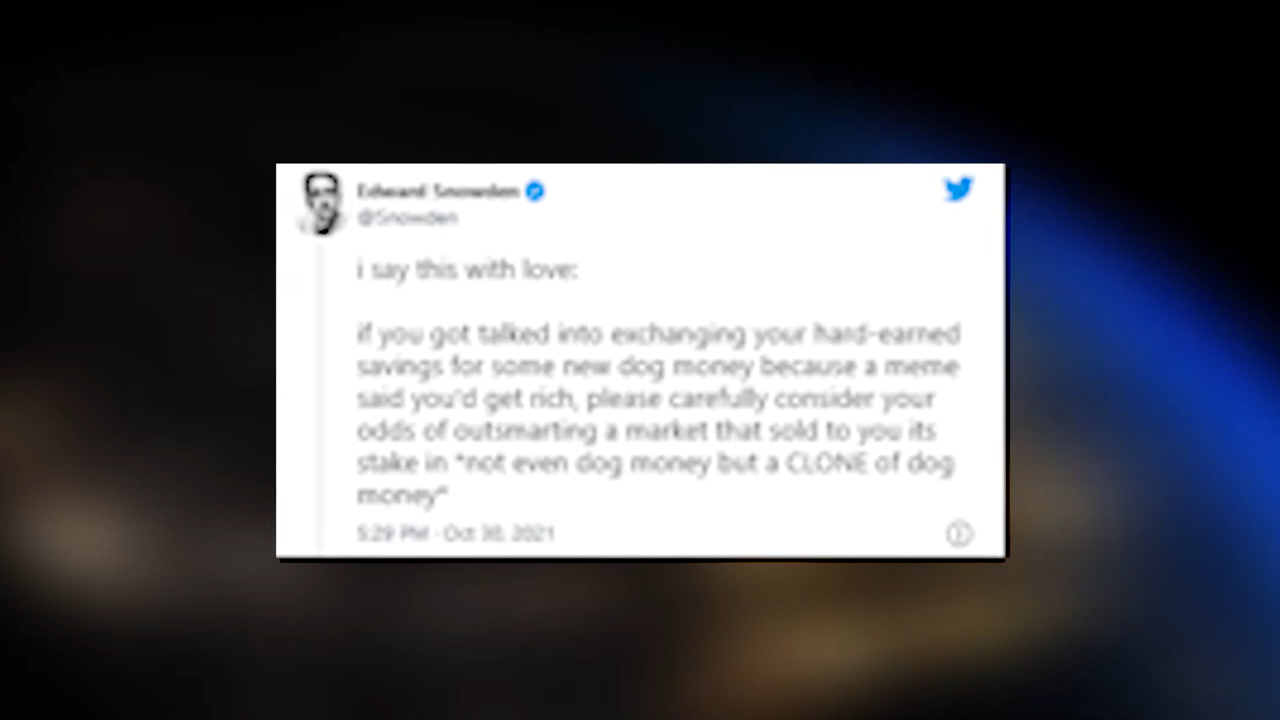 Edward Snowden
@Snowden
i say this with love:
if you got talked into exchanging your hard-earned
savings for some new dog money because a meme
said you'd get rich, please carefully consider your
odds of outsmarting a market that sold to you its
stake in *not even dog money but a CLONE of dog
money*
5:29 PM · Oct 30, 2021